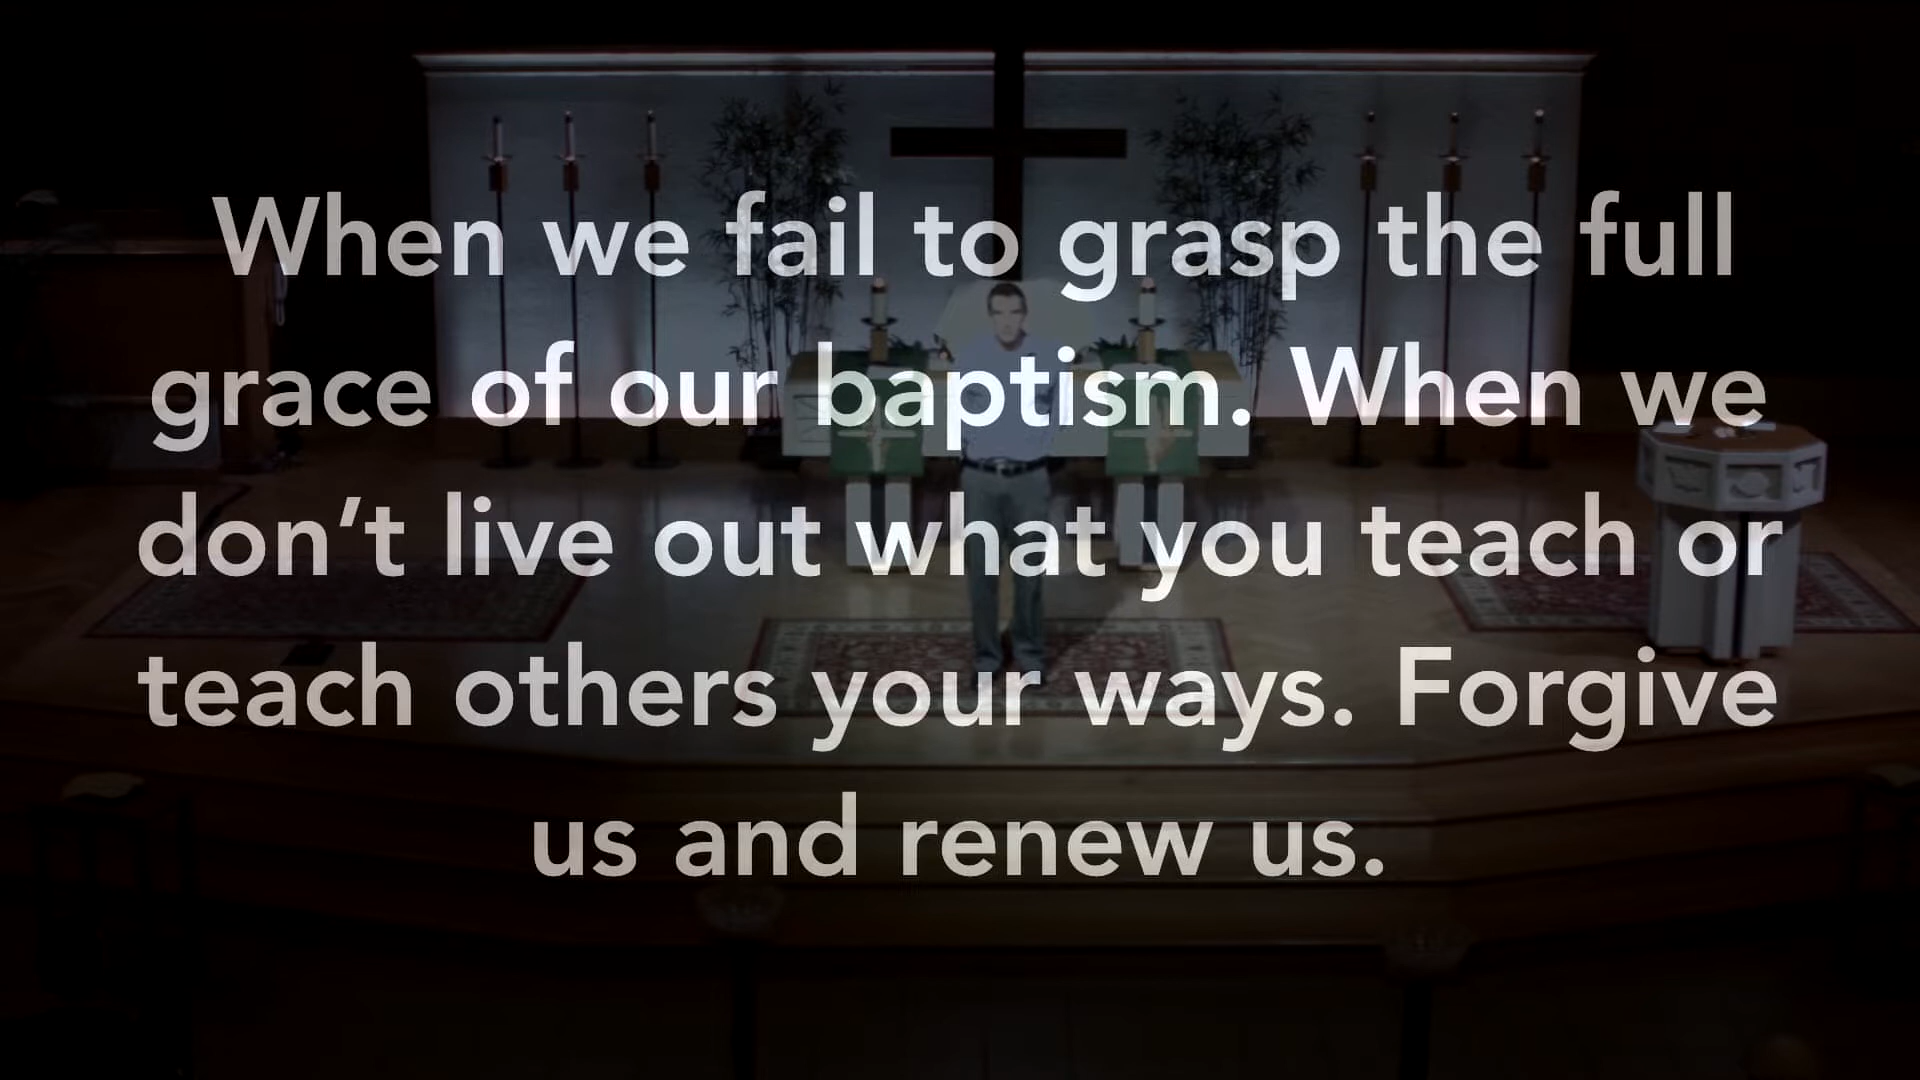 When we fail to grasp the full
grace of our baptism. When we
don’t live out what you teach or
teach others your ways. Forgive
us and renew us.